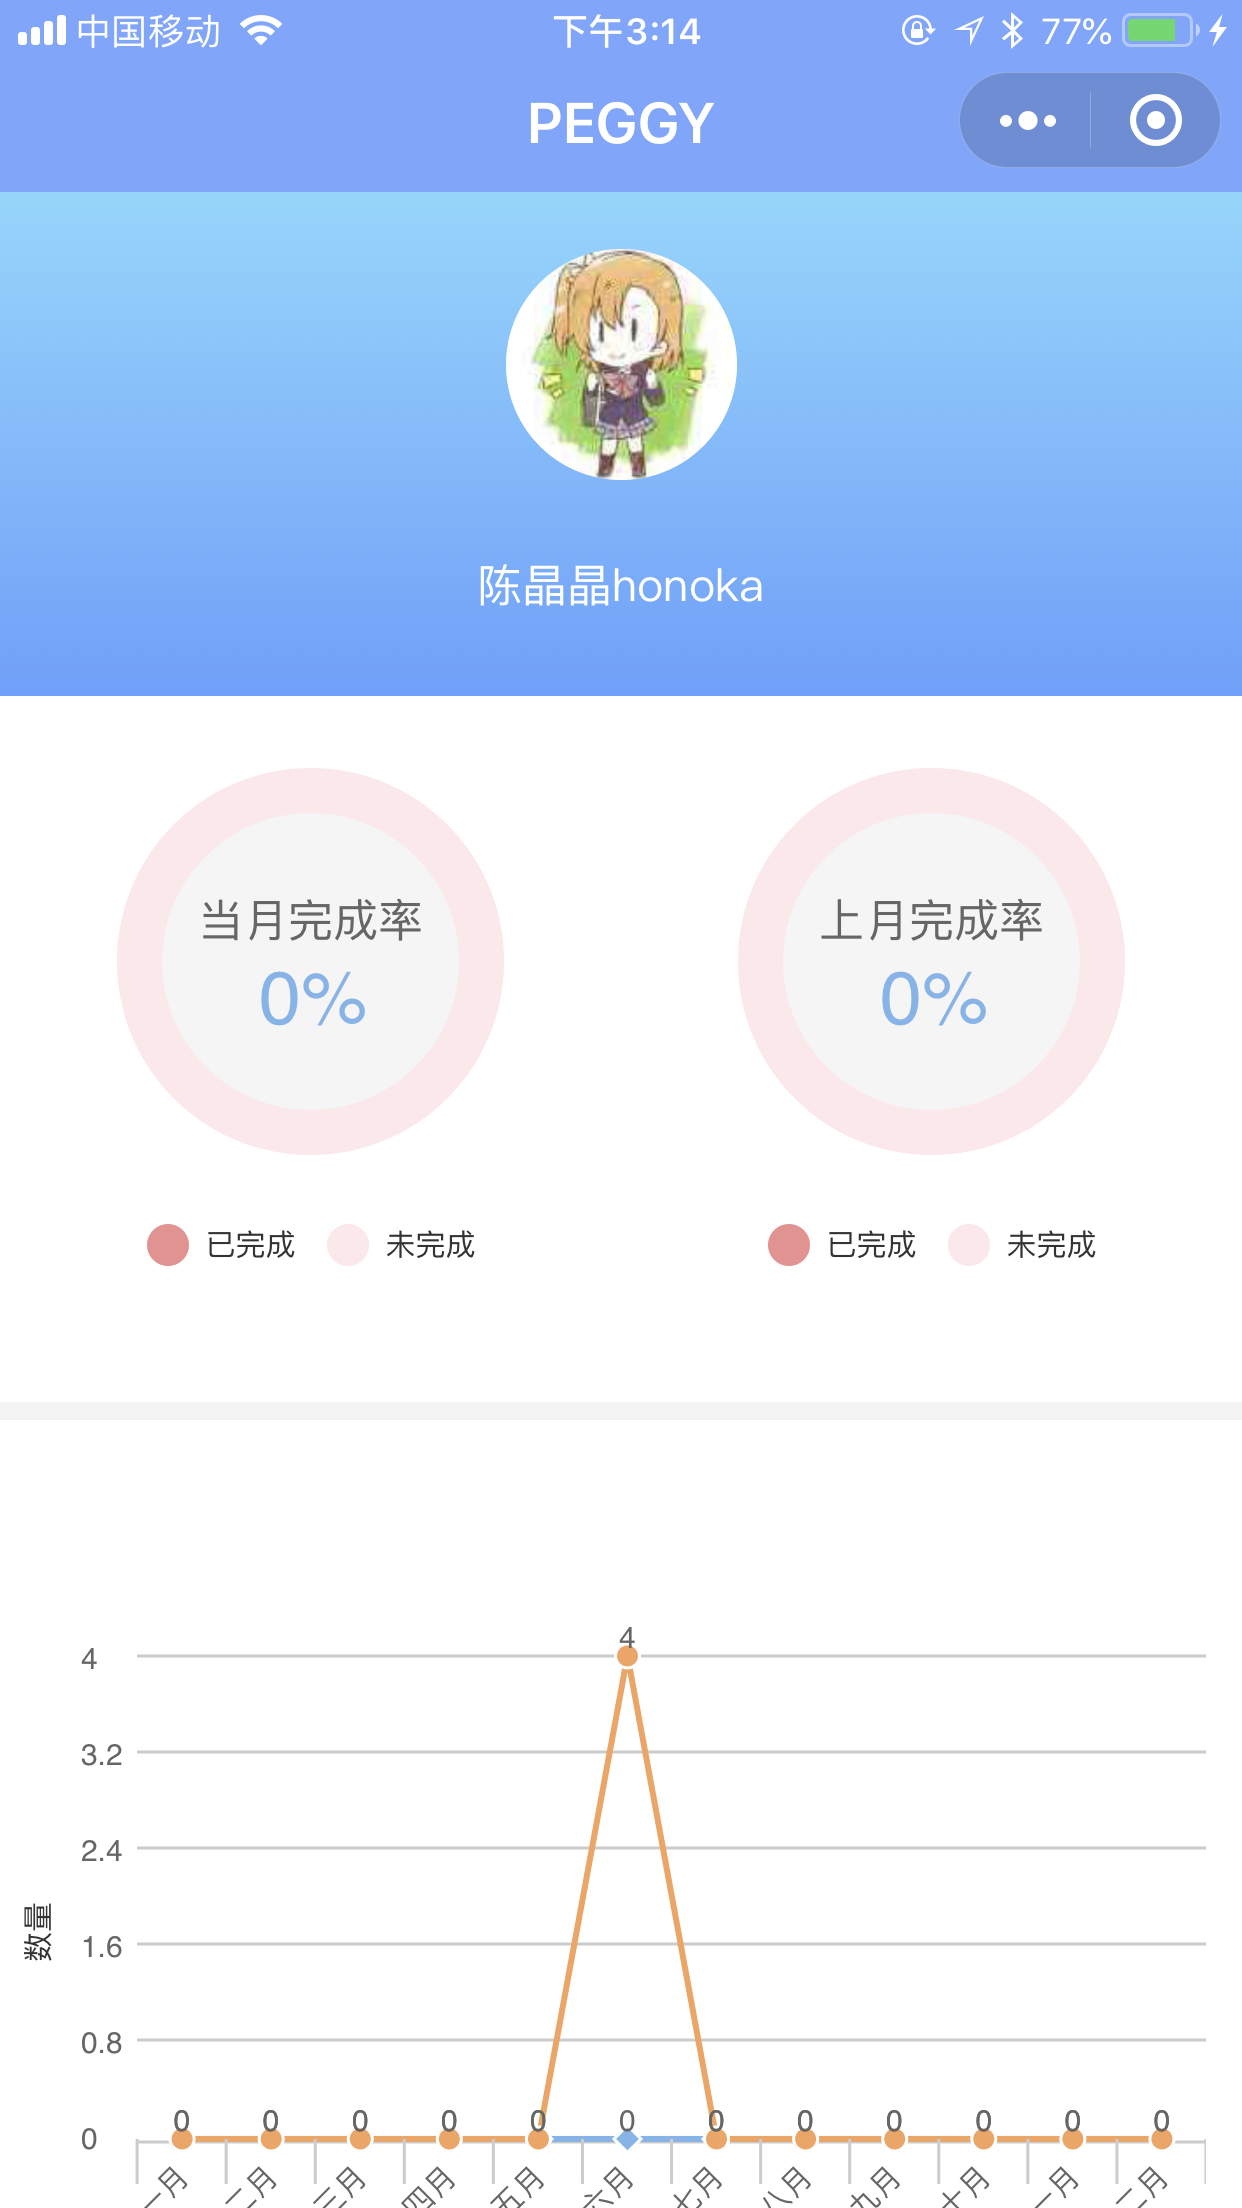 中国移动 下午3:14 77%
PEGGY
陈晶晶honoka
当月完成率
0%
上月完成率
0%
已完成 未完成
已完成 未完成
数量
4
3.2
2.4
1.6
0.8
0
0 0 0 0 0 4 0 0 0 0 0 0 0
一月 二月 三月 四月 五月 六月 七月 八月 九月 十月 一月 二月